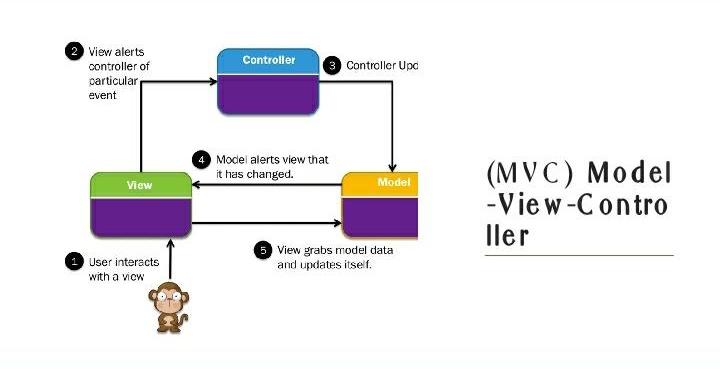 2 View alerts
controller of
particular
event
Controller
3 Controller Upd
4 Model alerts view that
it has changed.
View
Model
5 View grabs model data
and updates itself.
1 User interacts
with a view
(MVC) Model
-View-Contro
ller